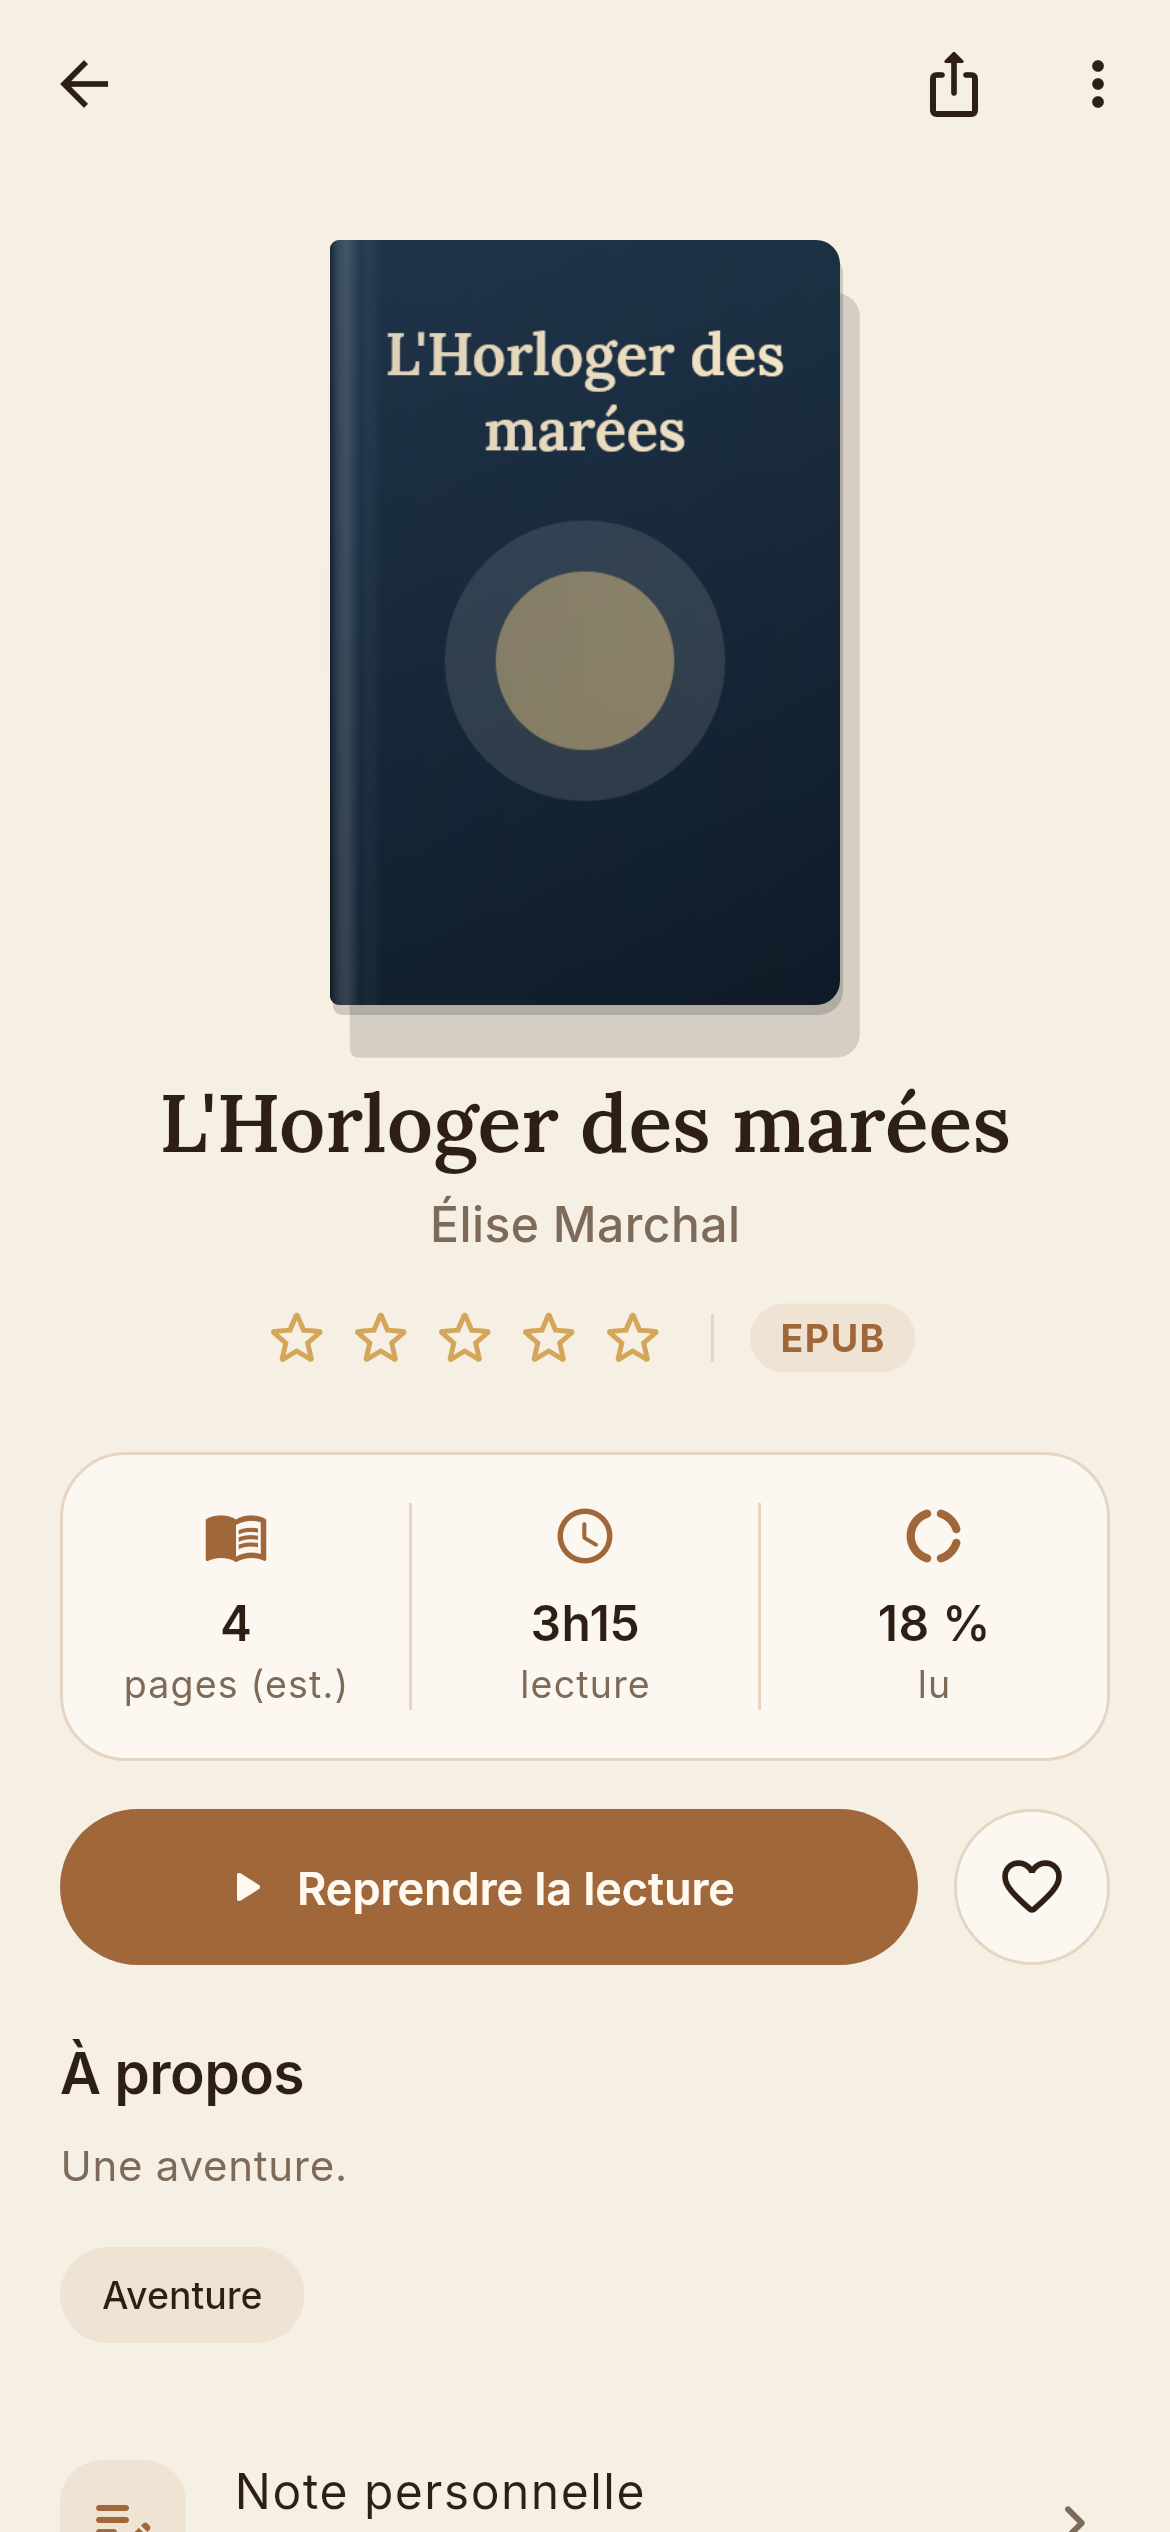 L'Horloger des
marées
L'Horloger des marées
Élise Marchal
EPUB
4
pages (est.)
3h15
lecture
18 %
lu
Reprendre la lecture
À propos
Une aventure.
Aventure
Note personnelle